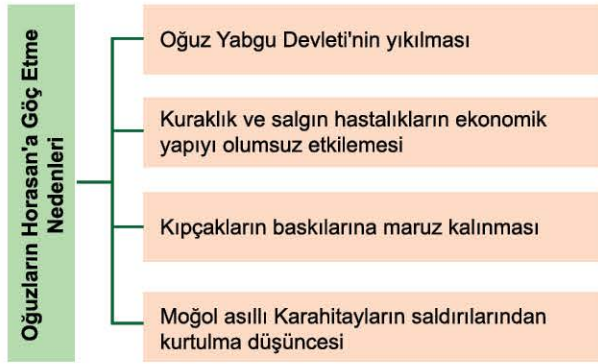 Oğuzların Horasan'a Göç Etme
Nedenleri
Oğuz Yabgu Devleti'nin yıkılması
Kuraklık ve salgın hastalıkların ekonomik
yapıyı olumsuz etkilemesi
Kıpçakların baskılarına maruz kalınması
Moğol asıllı Karahitayların saldırılarından
kurtulma düşüncesi